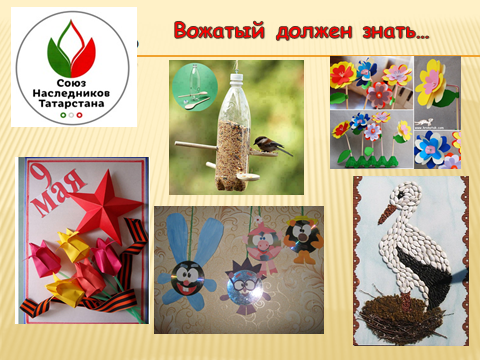 Вожатый должен знать…
Союз
Наследников
Татарстана
9
мая